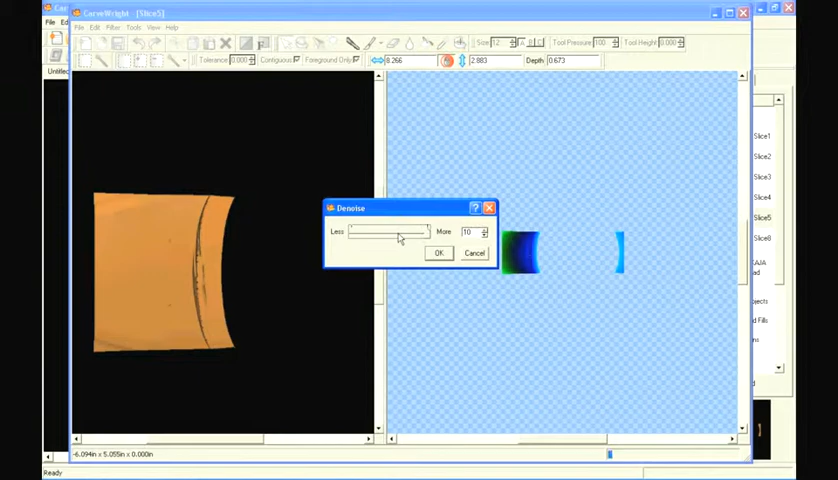 CarveWright - [Slice5]
File Edit Filter Tools View Help
Size 12 Tool Pressure 100 Tool Height 0.000
Tolerance 0.000 Contiguous Foreground Only 8.266 2.883 Depth 0.673
Slice1
Slice2
Slice3
Slice4
Slice5
Slice8
Denoise
Less More 10
OK Cancel
-6.094in x 5.055in x 0.000in
Ready